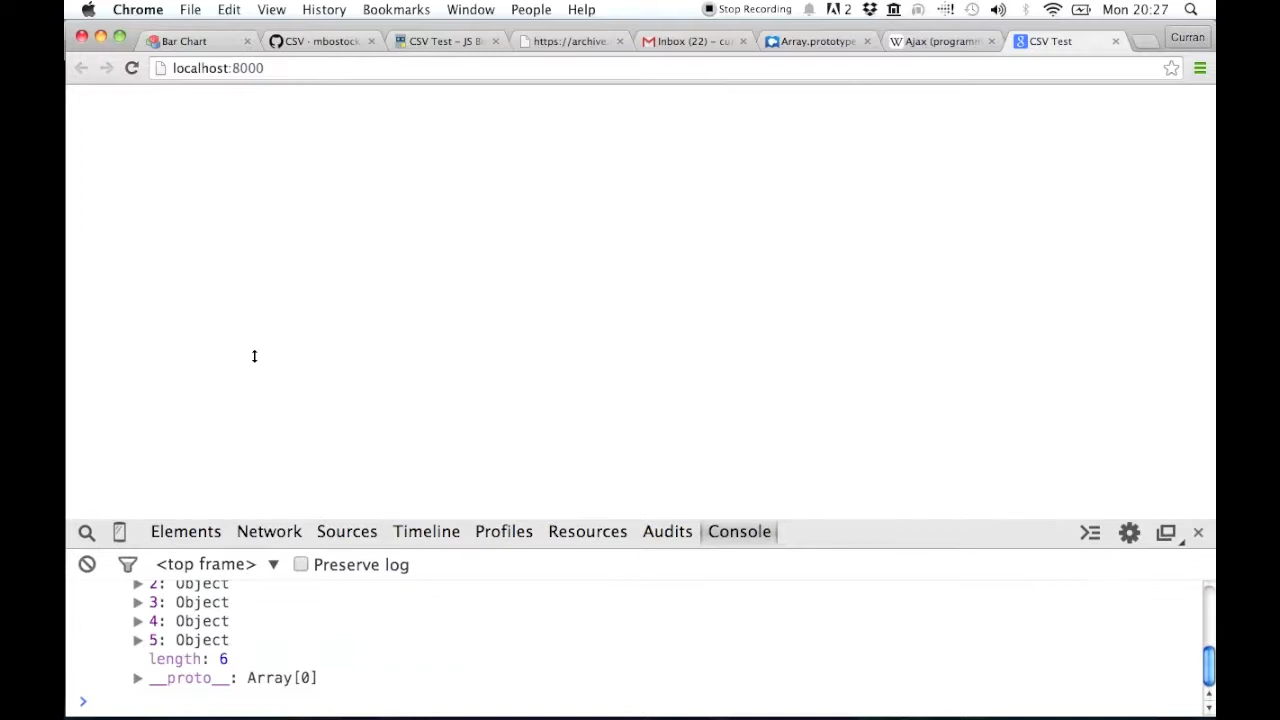 Chrome File Edit View History Bookmarks Window People Help Stop Recording 2 Mon 20:27
Bar Chart CSV · mbostock CSV Test – JS B https://archive. Inbox (22) – cu Array.prototype Ajax (programm CSV Test Curran
localhost:8000
Elements Network Sources Timeline Profiles Resources Audits Console
<top frame> Preserve log
2: Object
3: Object
4: Object
5: Object
length: 6
__proto__: Array[0]